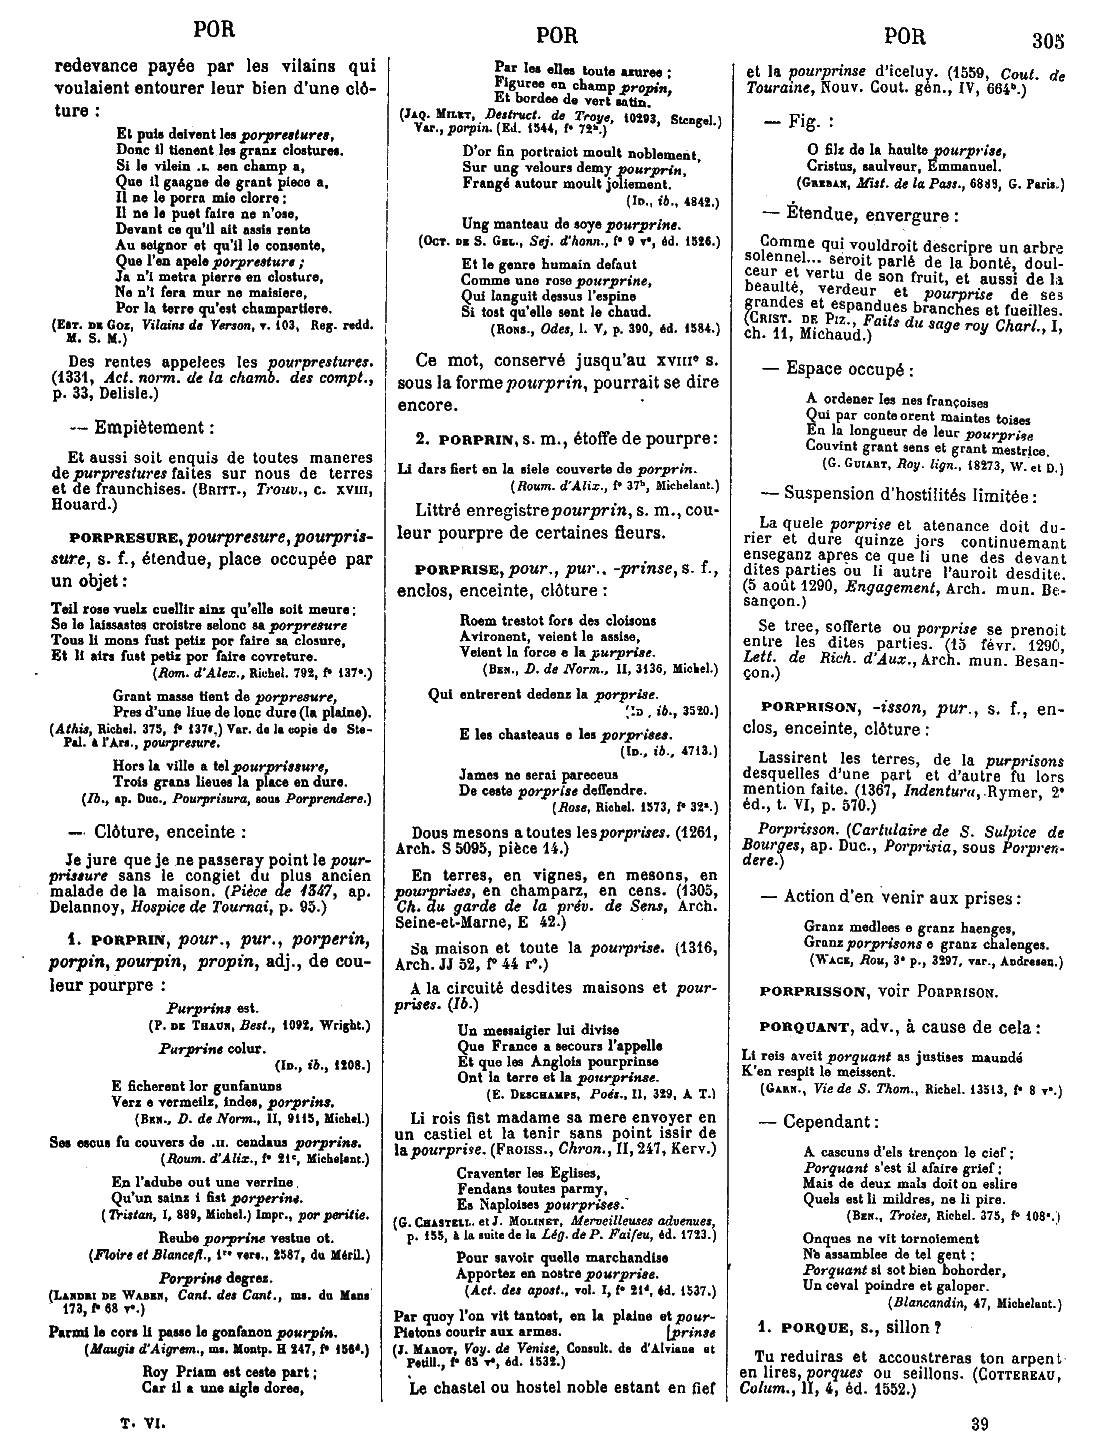 POR
POR
POR
305
redevance payée par les vilains qui
voulaient entourer leur bien d'une clô-
ture :
Et puis deivent les porprestures,
Donc il tienent les granz clostures.
Si le vilein .L. sen champ a,
Que il gaagne de grant piece a,
Il ne le porra mie clorre :
Il ne le puet faire ne n'ose,
Devant ce qu'il ait assis rente
Au seignor et qu'il le consente,
Que l'en apele porpresture ;
Ja n'i metra pierre en closture,
Ne n'i fera mur ne maisiere,
Por la terre qu'est champartiere.
(EST. DE GOZ, Vilains de Verson, v. 103, Reg. redd.
M. S. M.)
Des rentes appelees les pourprestures.
(1331, Act. norm. de la chamb. des compt.,
p. 33, Delisle.)
— Empiètement :
Et aussi soit enquis de toutes maneres
de purprestures faites sur nous de terres
et de fraunchises. (BRITT., Trouv., c. XVIII,
Houard.)
PORPRESURE, pourpresure, pourpris-
sure, s. f., étendue, place occupée par
un objet :
Teil rose vuelz cuellir ainz qu'elle soit meure ;
Se le laissastes croistre selonc sa porpresure
Tous li mons fust petiz por faire sa closure,
Et li airs fust petiz por faire covreture.
(Rom. d'Alex., Richel. 792, f° 137ᵉ.)
Grant masse tient de porpresure,
Pres d'une liue de lonc dure (la plaine).
(Athis, Richel. 375, f° 137ᵉ.) Var. de la copie de Ste-
Pal. à l'Ars., pourpresure.
Hors la ville a tel pourprissure,
Trois grans lieues la place en dure.
(Ib., ap. Duc., Pourprisura, sous Porprendere.)
— Clôture, enceinte :
Je jure que je ne passeray point le pour-
prissure sans le congiet du plus ancien
malade de la maison. (Pièce de 1347, ap.
Delannoy, Hospice de Tournai, p. 95.)
1. PORPRIN, pour., pur., porperin,
porpin, pourpin, propin, adj., de cou-
leur pourpre :
Purprins est.
(P. DE THAUN, Best., 1092, Wright.)
Purprine colur.
(ID., ib., 1208.)
E ficherent lor gunfanuns
Verz e vermeilz, indes, porprins.
(BEN., D. de Norm., II, 9115, Michel.)
Ses escus fu couvers de .II. cendaus porprins.
(Roum. d'Alix., f° 21ᶜ, Michelant.)
En l'adube out une verrine
Qu'un sainz i fist porperine.
(Tristan, I, 889, Michel.) Impr., por peritie.
Reube porprine vestue ot.
(Floire et Blancefl., 1ʳᵉ vers., 2587, du Méril.)
Porprins degrez.
(LANDRI DE WABEN, Cant. des Cant., ms. du Mans
173, f° 68 v°.)
Parmi le cors li passe le gonfanon pourpin.
(Maugis d'Aigrem., ms. Montp. H 247, f° 156ᵈ.)
Roy Priam est ceste part ;
Car il a une aigle doree,
T. VI.
Par les elles toute azuree ;
Figuree en champ propin,
Et bordee de vert satin.
(JAQ. MILET, Destruct. de Troye, 10293, Stengel.)
Var., porpin. (Ed. 1544, f° 72ᵇ.)
D'or fin portraiot moult noblement,
Sur ung velours demy pourprin,
Frangé autour moult joliement.
(ID., ib., 4842.)
Ung manteau de soye pourprine.
(OCT. DE S. GEL., Sej. d'honn., f° 9 v°, éd. 1526.)
Et le genre humain defaut
Comme une rose pourprine,
Qui languit dessus l'espine
Si tost qu'elle sent le chaud.
(RONS., Odes, l. V, p. 390, éd. 1584.)
Ce mot, conservé jusqu'au XVIIIᵉ s.
sous la forme pourprin, pourrait se dire
encore.
2. PORPRIN, s. m., étoffe de pourpre :
Li dars fiert en la siele couverte de porprin.
(Roum. d'Alix., f° 37ᵇ, Michelant.)
Littré enregistre pourprin, s. m., cou-
leur pourpre de certaines fleurs.
PORPRISE, pour., pur., -prinse, s. f.,
enclos, enceinte, clôture :
Roem trestot fors des cloisons
Avironent, veient le assise,
Veient la force e la purprise.
(BEN., D. de Norm., II, 3136, Michel.)
Qui entrerent dedenz la porprise.
(ID., ib., 3520.)
E les chasteaus e les porprises.
(ID., ib., 4713.)
James ne serai pareceus
De ceste porprise deffendre.
(Rose, Richel. 1573, f° 32ᵃ.)
Dous mesons a toutes les porprises. (1261,
Arch. S 5095, pièce 14.)
En terres, en vignes, en mesons, en
pourprises, en champarz, en cens. (1305,
Ch. du garde de la prév. de Sens, Arch.
Seine-et-Marne, E 42.)
Sa maison et toute la pourprise. (1316,
Arch. JJ 52, f° 44 r°.)
A la circuité desdites maisons et pour-
prises. (Ib.)
Un messaigier lui divise
Que France a secours l'appelle
Et que les Anglois pourprinse
Ont la terre et la pourprinse.
(E. DESCHAMPS, Poés., II, 329, A T.)
Li rois fist madame sa mere envoyer en
un castiel et la tenir sans point issir de
la pourprise. (FROISS., Chron., II, 247, Kerv.)
Craventer les Eglises,
Fendans toutes parmy,
Es Naploises pourprises.
(G. CHASTELL. et J. MOLINET, Merveilleuses advenues,
p. 155, à la suite de la Lég. de P. Faifeu, éd. 1723.)
Pour savoir quelle marchandise
Apportez en nostre pourprise.
(Act. des apost., vol. I, f° 21ᵈ, éd. 1537.)
Par quoy l'on vit tantost, en la plaine et pour-
Pietons courir aux armes. [prinse
(J. MAROT, Voy. de Venise, Consult. de d'Alviane et
Petill., f° 65 v°, éd. 1532.)
Le chastel ou hostel noble estant en fief
et la pourprinse d'iceluy. (1559, Cout. de
Touraine, Nouv. Cout. gén., IV, 664ᵇ.)
— Fig. :
O filz de la haulte pourprise,
Cristus, saulveur, Emmanuel.
(GREBAN, Mist. de la Pass., 6888, G. Paris.)
— Étendue, envergure :
Comme qui vouldroit descripre un arbre
solennel... seroit parlé de la bonté, doul-
ceur et vertu de son fruit, et aussi de la
beaulté, verdeur et pourprise de ses
grandes et espandues branches et fueilles.
(CRIST. DE PIZ., Faits du sage roy Charl., I,
ch. 11, Michaud.)
— Espace occupé :
A ordener les nes françoises
Qui par conte orent maintes toises
En la longueur de leur pourprise
Couvint grant sens et grant mestrice.
(G. GUIART, Roy. lign., 18273, W. et D.)
— Suspension d'hostilités limitée :
La quele porprise et atenance doit du-
rier et dure quinze jors continuemant
enseganz apres ce que li une des devant
dites parties ou li autre l'auroit desdite.
(5 août 1290, Engagement, Arch. mun. Be-
sançon.)
Se tree, sofferte ou porprise se prenoit
entre les dites parties. (15 févr. 1290,
Lett. de Rich. d'Aux., Arch. mun. Besan-
çon.)
PORPRISON, -isson, pur., s. f., en-
clos, enceinte, clôture :
Lassirent les terres, de la purprisons
desquelles d'une part et d'autre fu lors
mention faite. (1367, Indentura, Rymer, 2ᵉ
éd., t. VI, p. 570.)
Porprisson. (Cartulaire de S. Sulpice de
Bourges, ap. Duc., Porprisia, sous Porpren-
dere.)
— Action d'en venir aux prises :
Granz medlees e granz haenges,
Granz porprisons e granz chalenges.
(WACE, Rou, 3ᵉ p., 3297, var., Andresen.)
PORPRISSON, voir PORPRISON.
PORQUANT, adv., à cause de cela :
Li reis aveit porquant as justises maundé
K'en respit le meissent.
(GARN., Vie de S. Thom., Richel. 13513, f° 8 v°.)
— Cependant :
A cascuns d'els trençon le cief ;
Porquant s'est il afaire grief ;
Mais de deux mals doit on eslire
Quels est li mildres, ne li pire.
(BEN., Troies, Richel. 375, f° 108ᵃ.)
Onques ne vit tornoiement
Ne assamblee de tel gent :
Porquant si sot bien bohorder,
Un ceval poindre et galoper.
(Blancandin, 47, Michelant.)
1. PORQUE, s., sillon ?
Tu reduiras et accoustreras ton arpent
en lires, porques ou seillons. (COTTEREAU,
Colum., II, 4, éd. 1552.)
39